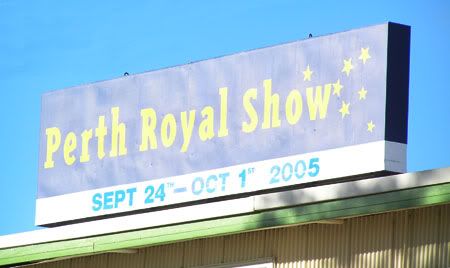 Perth Royal Show
SEPT 24TH - OCT 1ST 2005